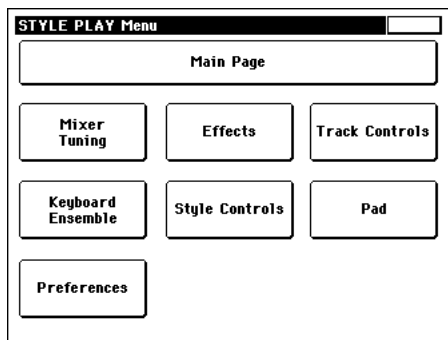 STYLE PLAY Menu
Main Page
Mixer
Tuning
Effects
Track Controls
Keyboard
Ensemble
Style Controls
Pad
Preferences